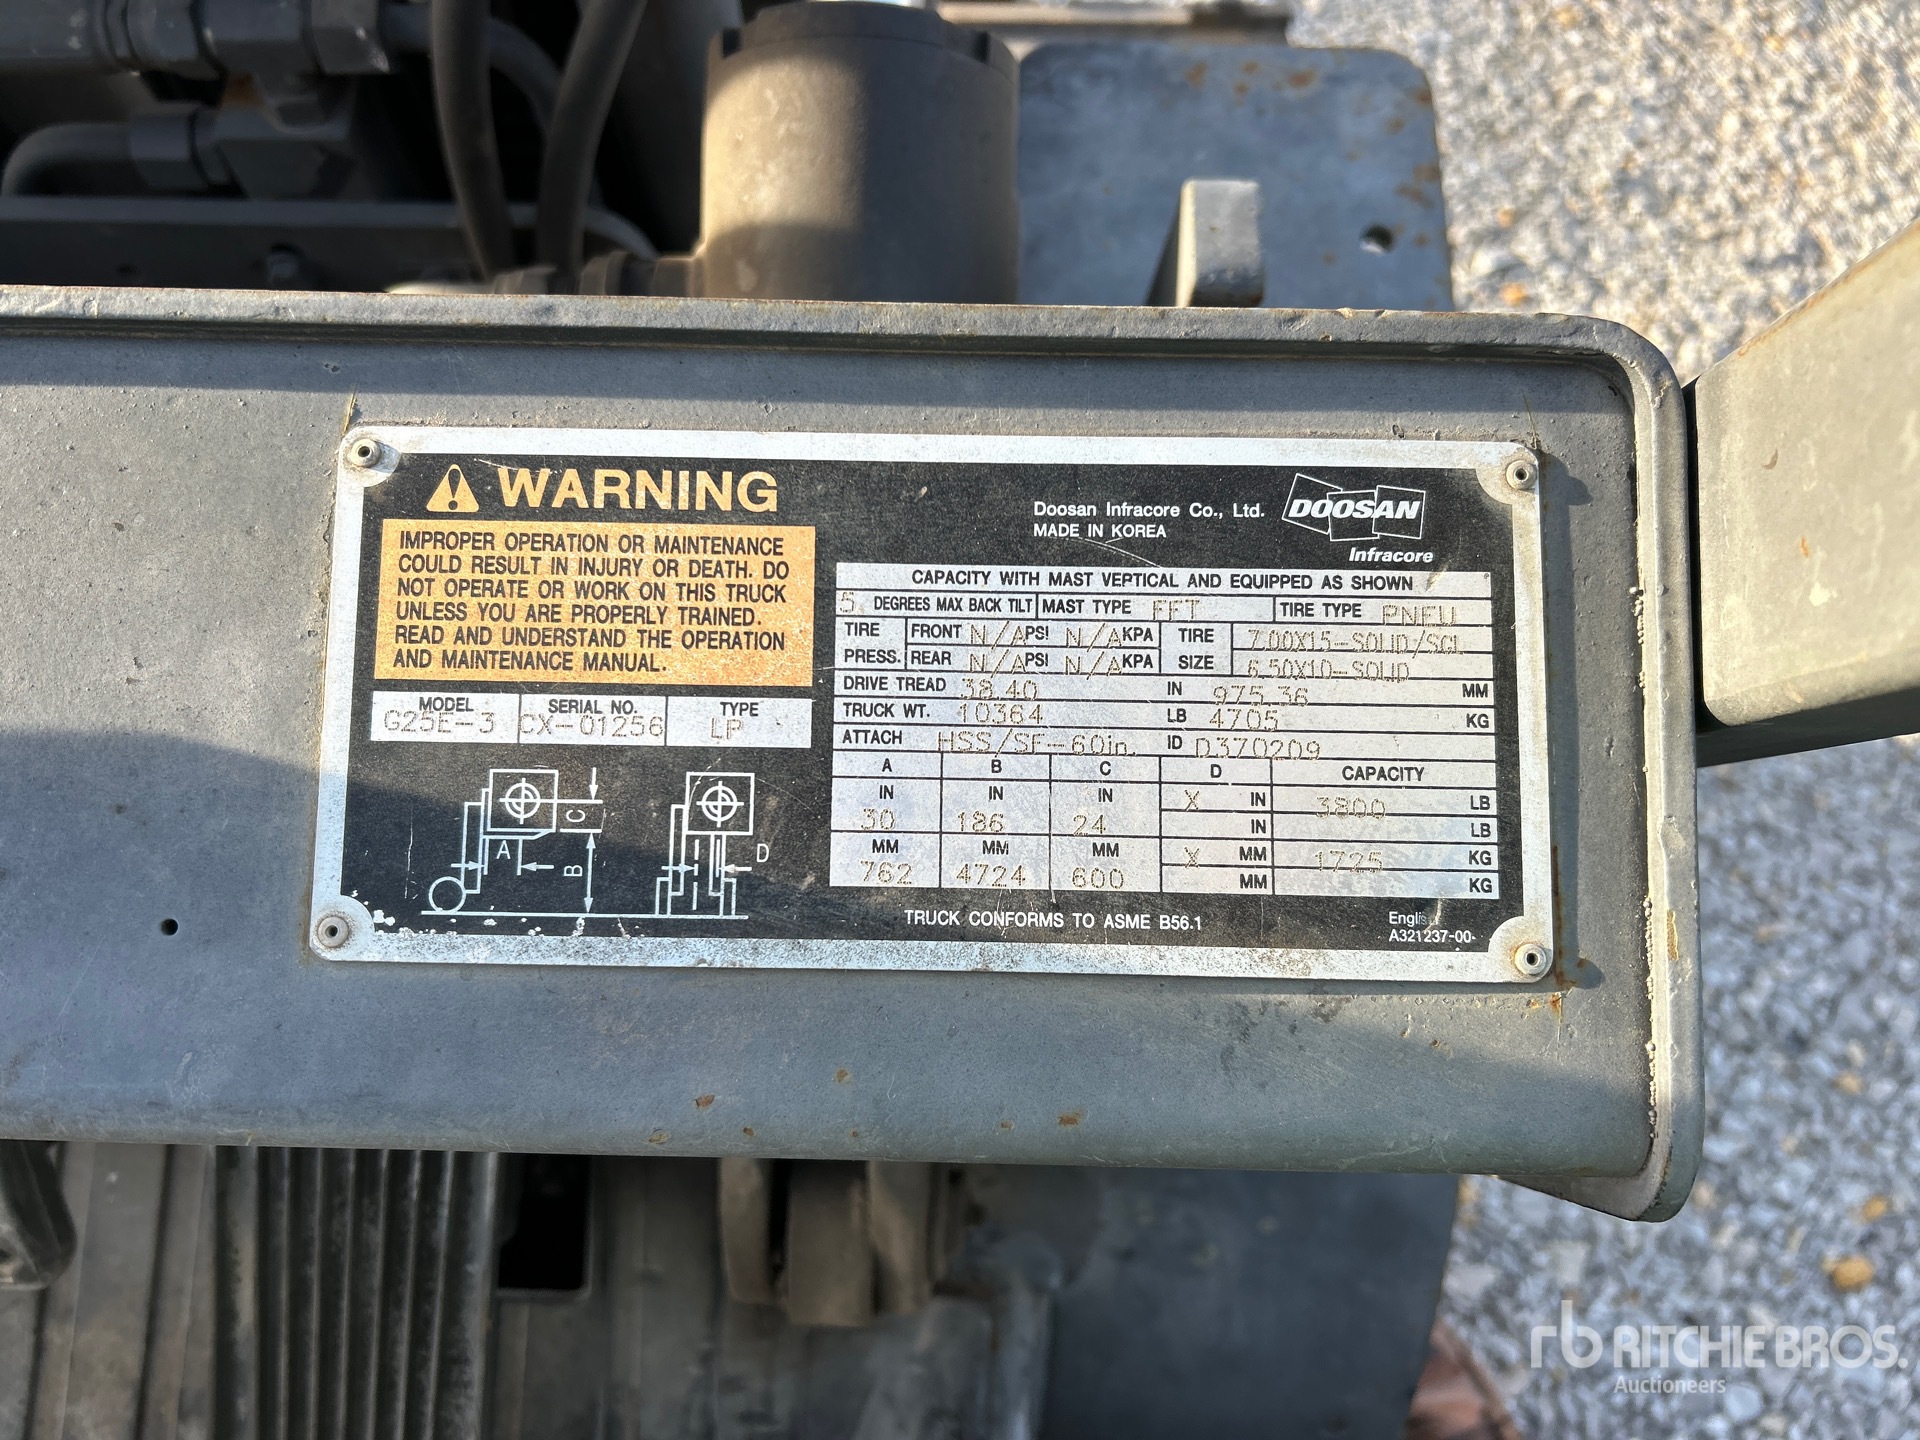 WARNING
IMPROPER OPERATION OR MAINTENANCE
COULD RESULT IN INJURY OR DEATH. DO
NOT OPERATE OR WORK ON THIS TRUCK
UNLESS YOU ARE PROPERLY TRAINED.
READ AND UNDERSTAND THE OPERATION
AND MAINTENANCE MANUAL.
MODEL SERIAL NO. TYPE
G25E-3 CX-01256 LP
A B C D
Doosan Infracore Co., Ltd. DOOSAN
MADE IN KOREA Infracore
CAPACITY WITH MAST VERTICAL AND EQUIPPED AS SHOWN
5 DEGREES MAX BACK TILT MAST TYPE FFT TIRE TYPE PNEU
TIRE FRONT N/A PSI N/A KPA TIRE 7.00X15-SOLID/SGL
PRESS. REAR N/A PSI N/A KPA SIZE 6.50X10-SOLID
DRIVE TREAD 38.40 IN 975.36 MM
TRUCK WT. 10364 LB 4705 KG
ATTACH HSS/SF-60in. ID D370209
A B C D CAPACITY
IN IN IN X IN 3800 LB
30 186 24 IN LB
MM MM MM X MM 1725 KG
762 4724 600 MM KG
TRUCK CONFORMS TO ASME B56.1
English
A321237-00
rb RITCHIE BROS.
Auctioneers